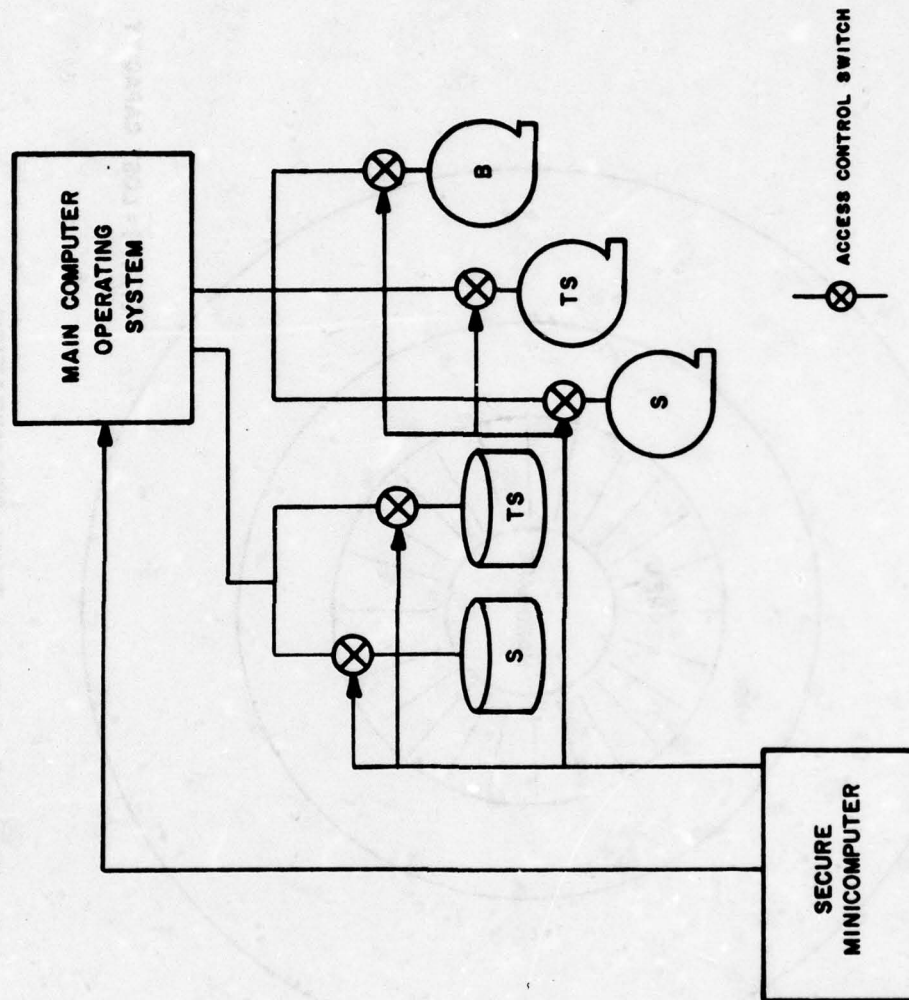 MAIN COMPUTER
OPERATING
SYSTEM
B
TS
S
TS
S
SECURE
MINICOMPUTER
ACCESS CONTROL SWITCH